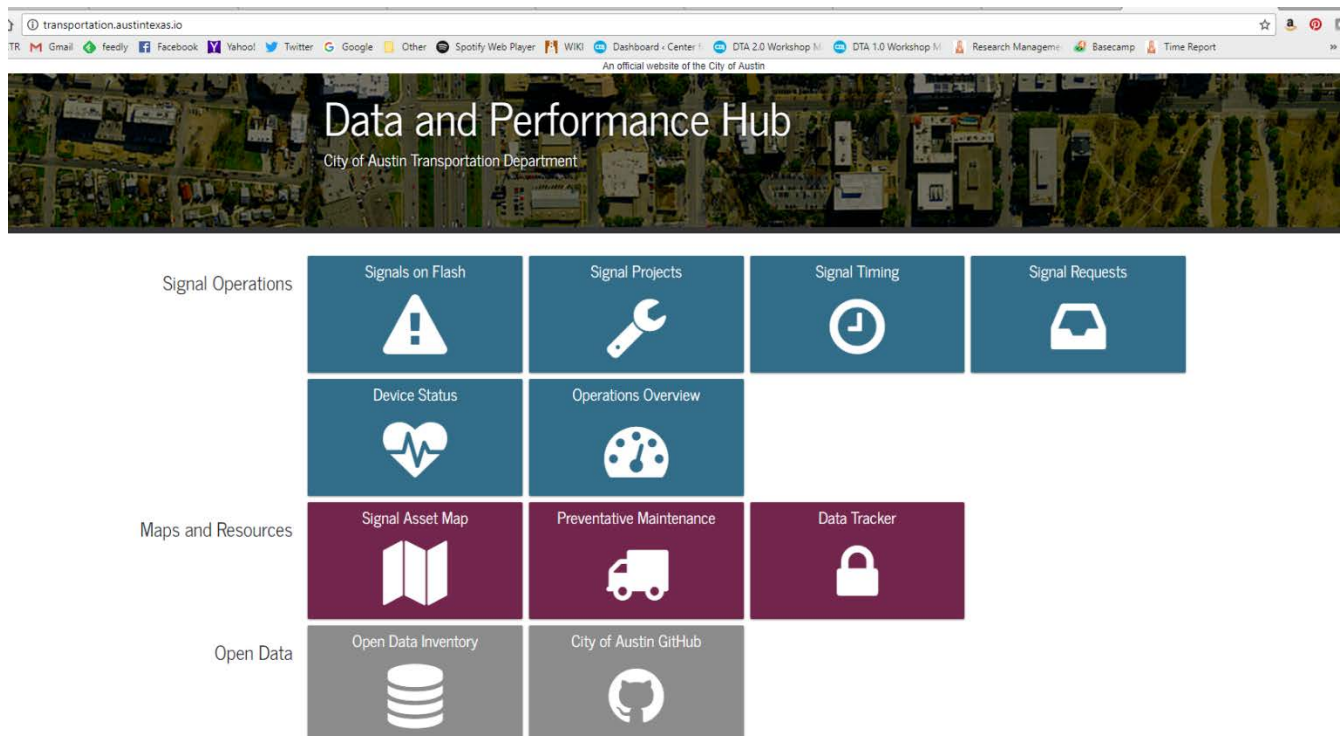 transportation.austintexas.io
TR Gmail feedly Facebook Yahoo! Twitter Google Other Spotify Web Player WIKI Dashboard ‹ Center f DTA 2.0 Workshop M DTA 1.0 Workshop M Research Manageme Basecamp Time Report »
An official website of the City of Austin
Data and Performance Hub
City of Austin Transportation Department
Signal Operations
Signals on Flash Signal Projects Signal Timing Signal Requests
Device Status Operations Overview
Maps and Resources
Signal Asset Map Preventative Maintenance Data Tracker
Open Data
Open Data Inventory City of Austin GitHub